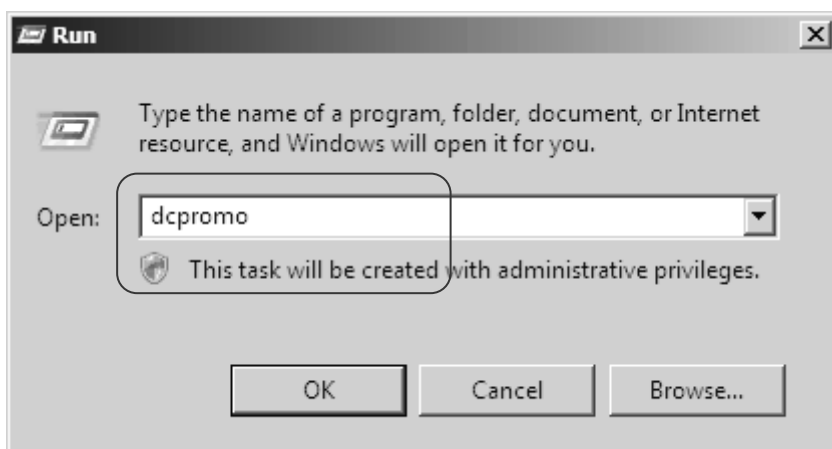 Run
Type the name of a program, folder, document, or Internet
resource, and Windows will open it for you.
Open: dcpromo
This task will be created with administrative privileges.
OK Cancel Browse...